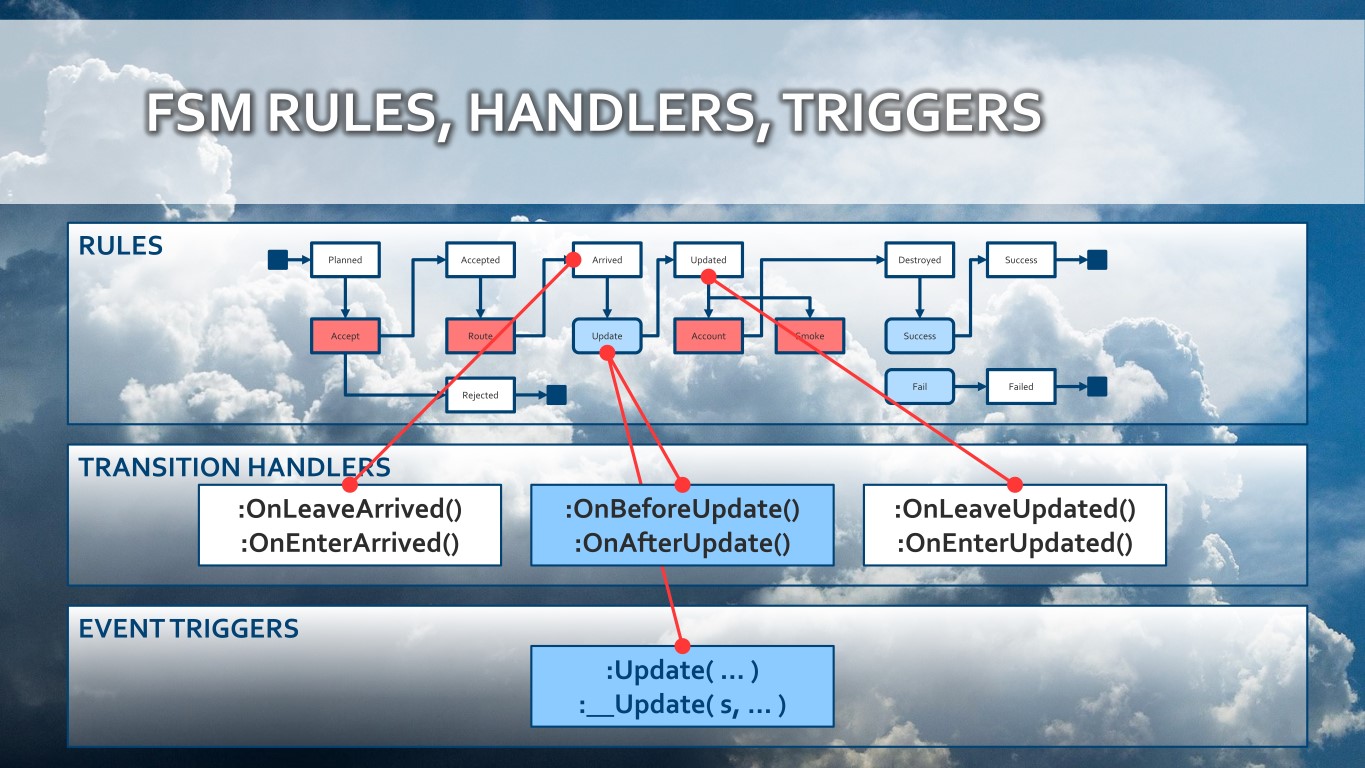 FSM RULES, HANDLERS, TRIGGERS
RULES
Planned
Accepted
Arrived
Updated
Destroyed
Success
Accept
Route
Update
Account
Smoke
Success
Rejected
Fail
Failed
TRANSITION HANDLERS
:OnLeaveArrived()
:OnEnterArrived()
:OnBeforeUpdate()
:OnAfterUpdate()
:OnLeaveUpdated()
:OnEnterUpdated()
EVENT TRIGGERS
:Update( ... )
:__Update( s, ... )